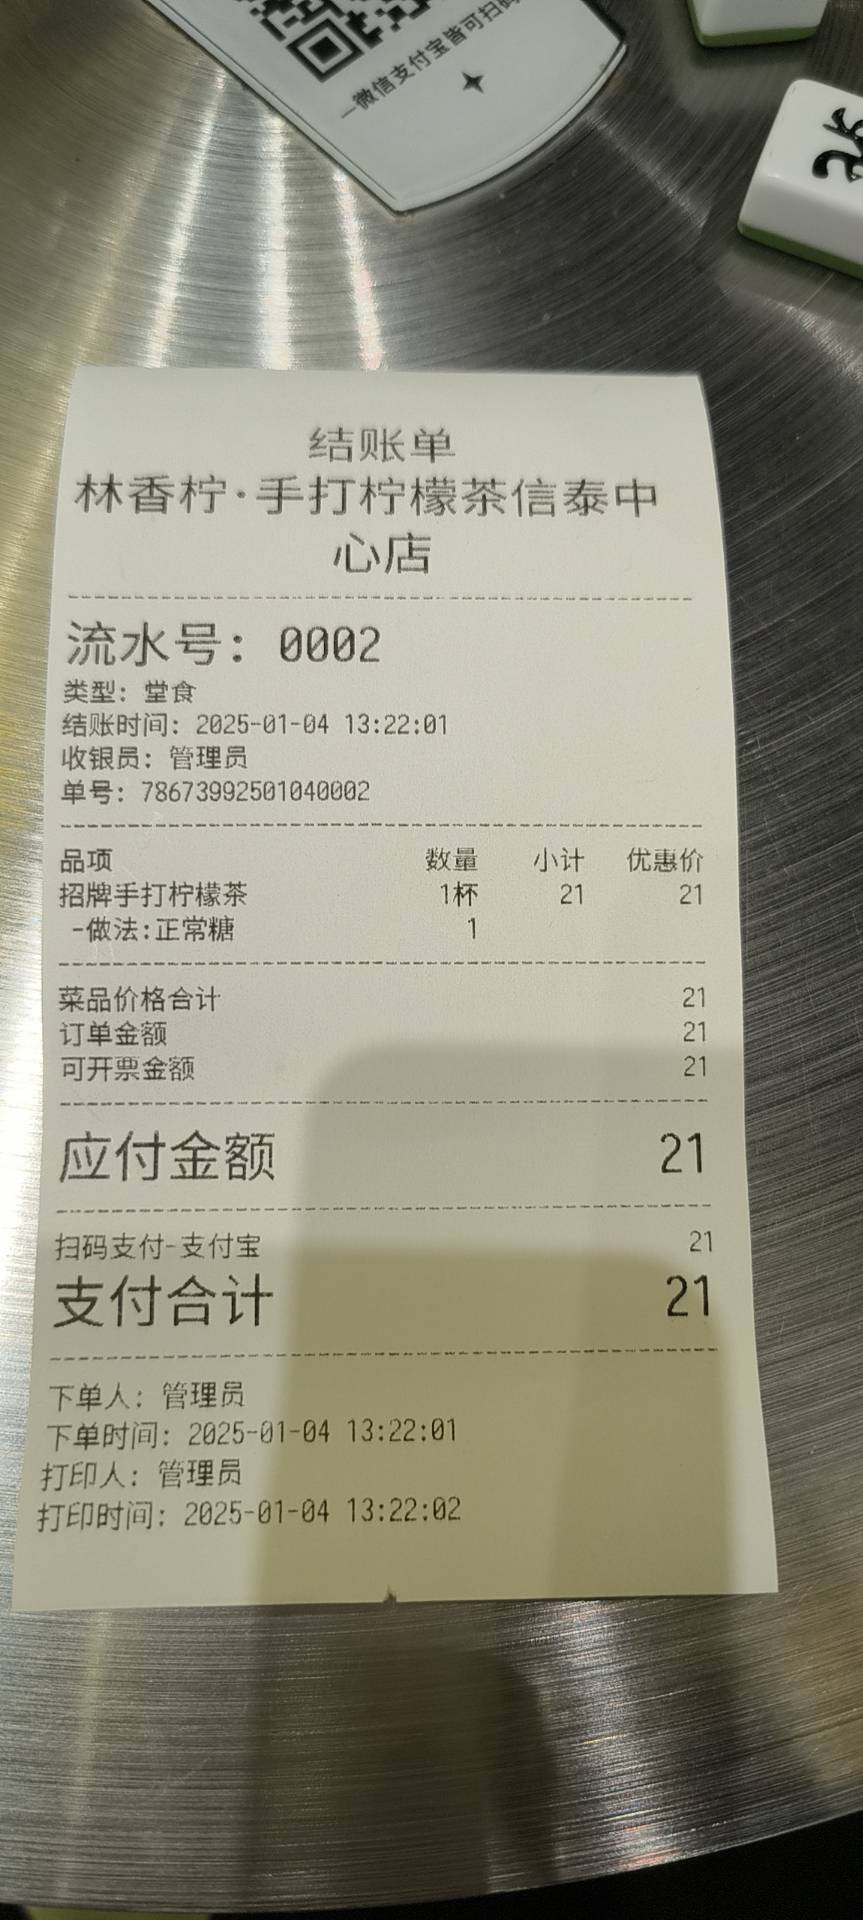 一微信支付宝皆可扫码
结账单
林香柠·手打柠檬茶信泰中
心店
流水号: 0002
类型: 堂食
结账时间: 2025-01-04 13:22:01
收银员: 管理员
单号: 78673992501040002
品项 数量 小计 优惠价
招牌手打柠檬茶 1杯 21 21
-做法:正常糖 1
菜品价格合计 21
订单金额 21
可开票金额 21
应付金额 21
扫码支付-支付宝 21
支付合计 21
下单人: 管理员
下单时间: 2025-01-04 13:22:01
打印人: 管理员
打印时间: 2025-01-04 13:22:02